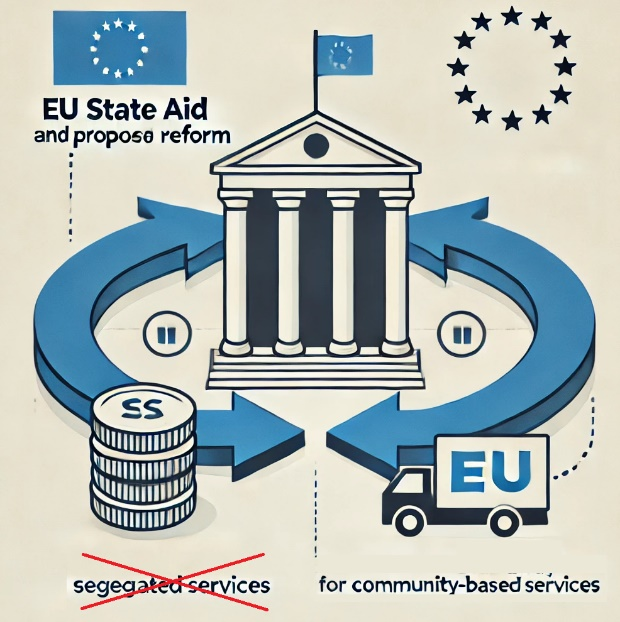 EU State Aid
and propose reform
SS
EU
segegated services
for community-based services